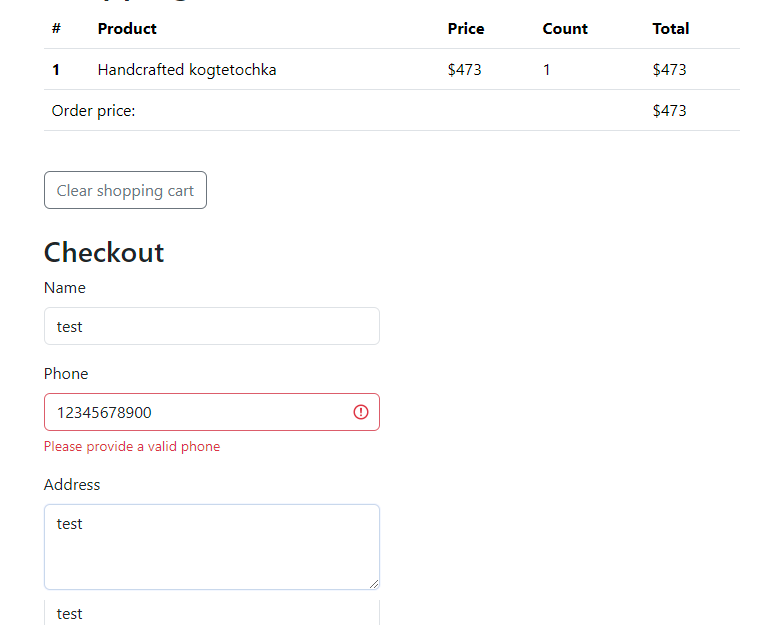 # Product Price Count Total
1 Handcrafted kogtetochka $473 1 $473
Order price: $473
Clear shopping cart
Checkout
Name
test
Phone
12345678900
Please provide a valid phone
Address
test
test